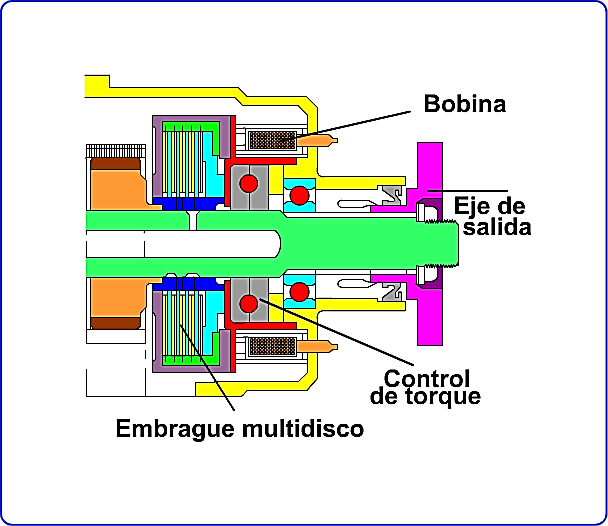 Bobina
Eje de
salida
Control
de torque
Embrague multidisco